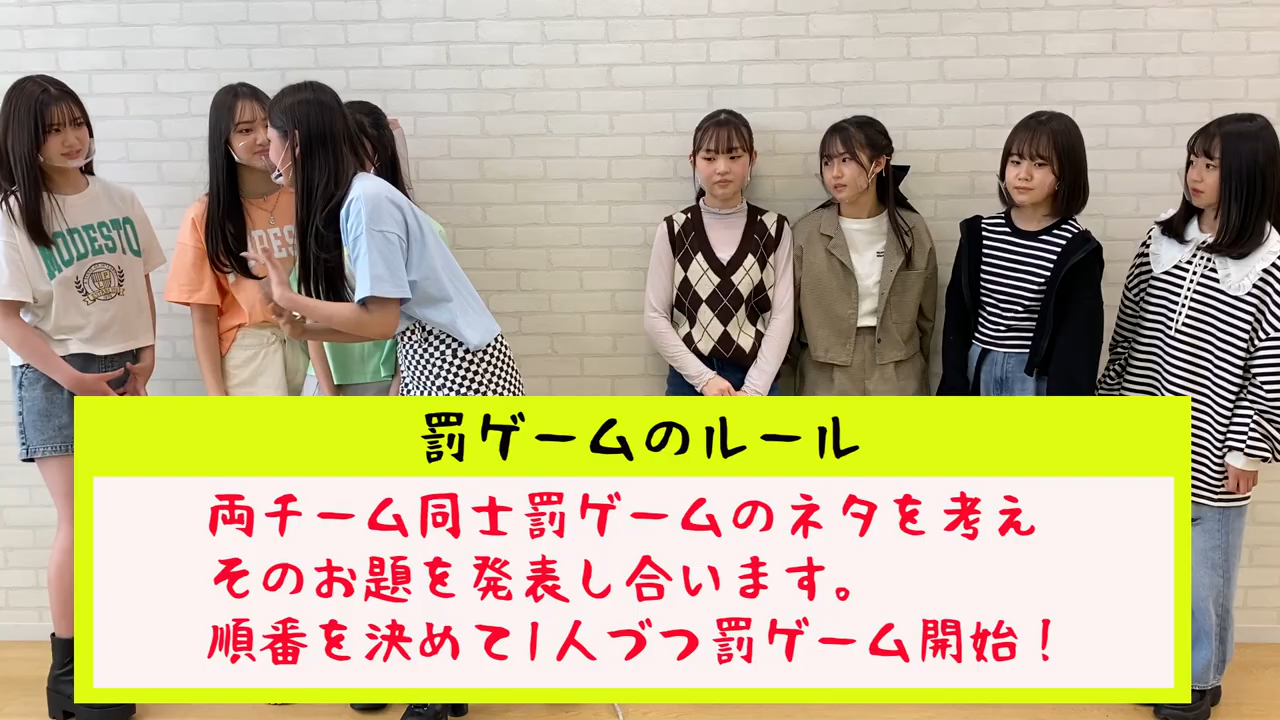 MODESTO
罰ゲームのルール
両チーム同士罰ゲームのネタを考え
そのお題を発表し合います。
順番を決めて1人づつ罰ゲーム開始！